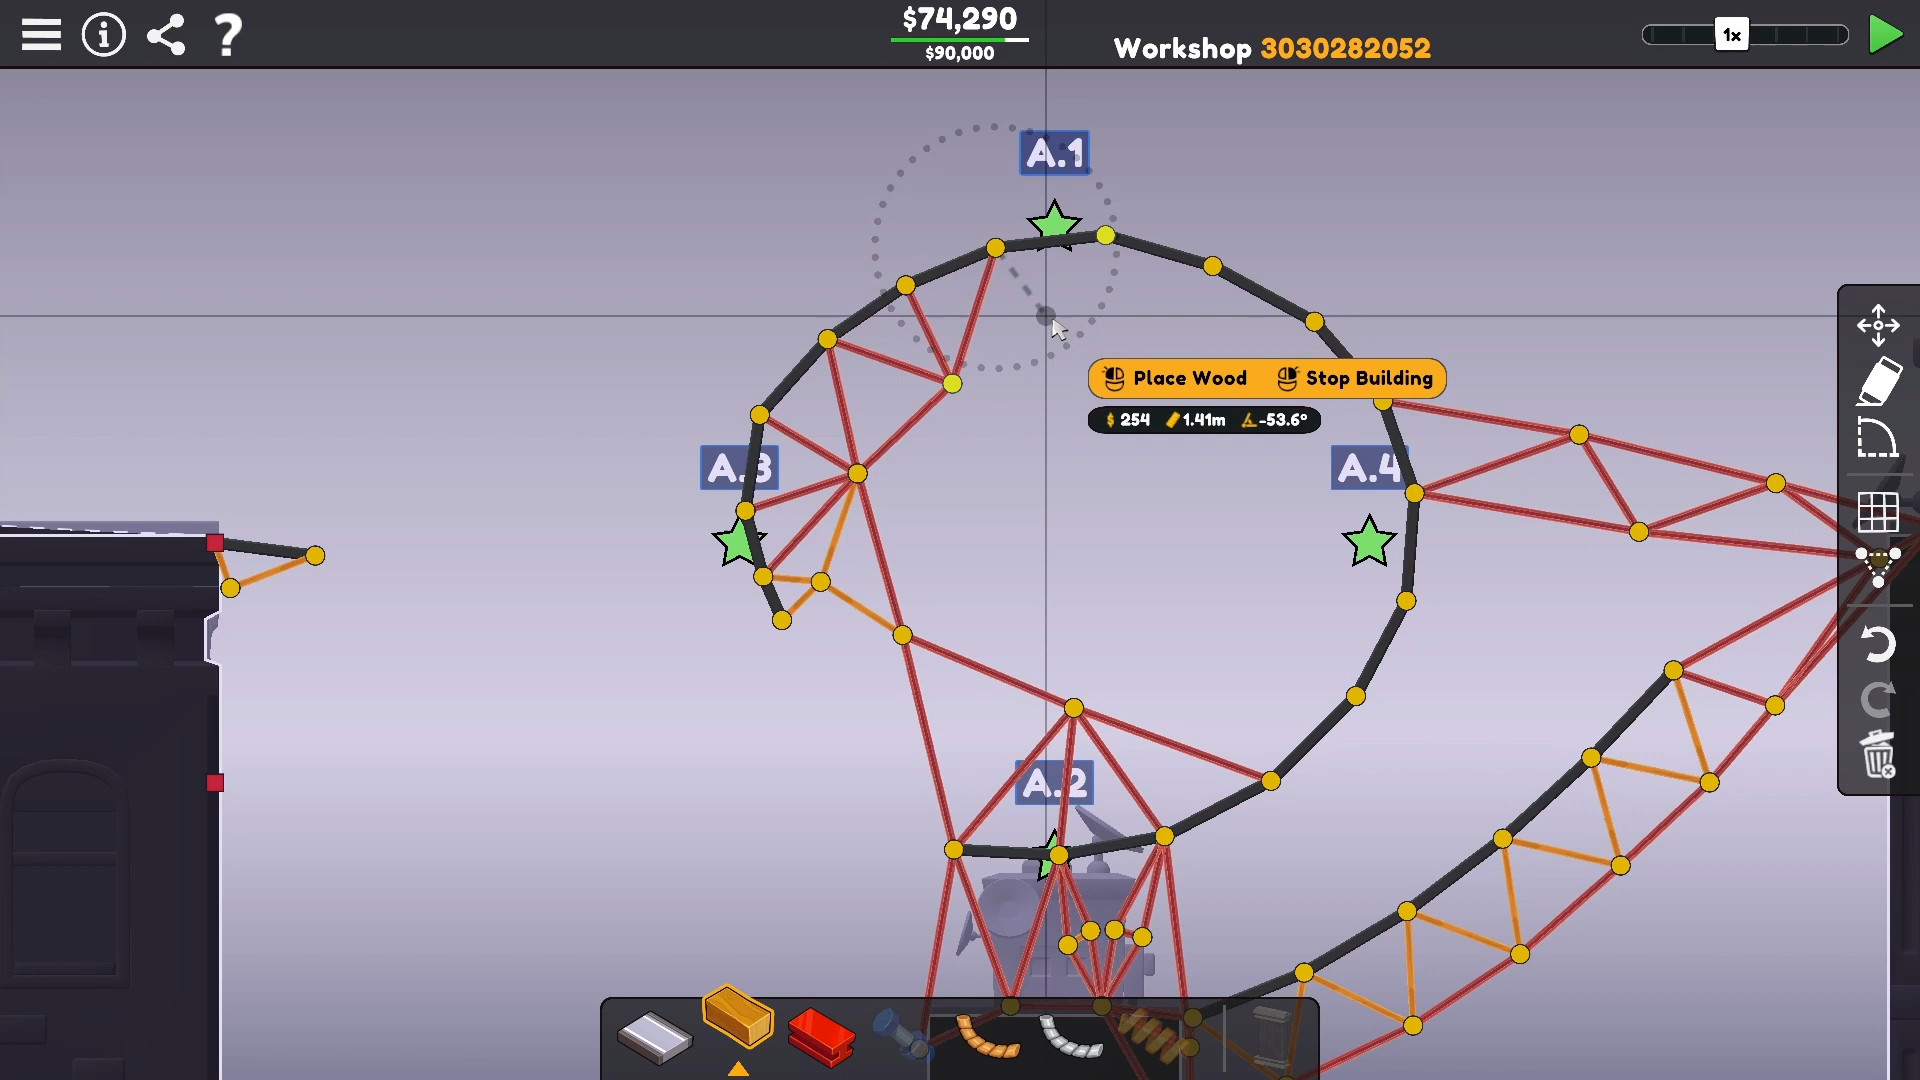 $74,290
$90,000
Workshop 3030282052
1x
A.1
Place Wood Stop Building
$ 254 1.41m -53.6°
A.3
A.4
A.2